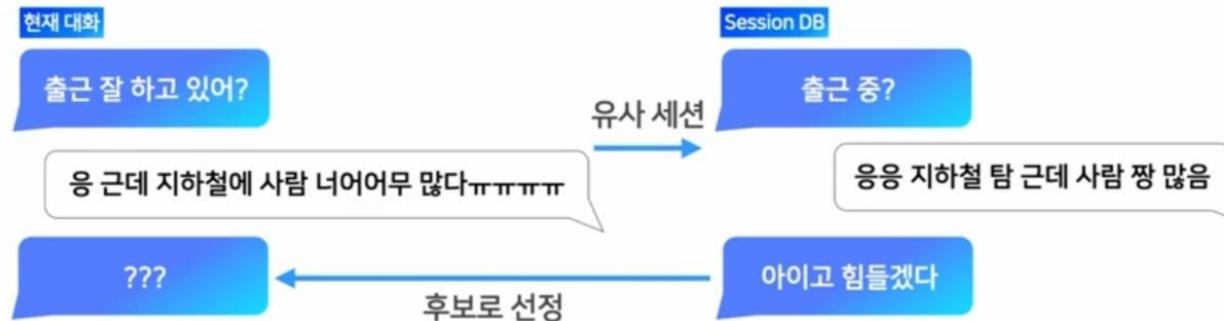 현재 대화
Session DB
출근 잘 하고 있어?
출근 중?
유사 세션
응 근데 지하철에 사람 너어어무 많다ㅠㅠㅠㅠ
응응 지하철 탐 근데 사람 짱 많음
???
아이고 힘들겠다
후보로 선정